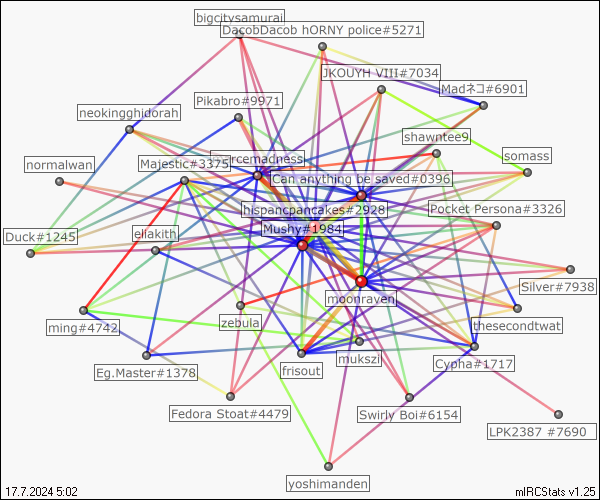 bigcitysamurai
DacobDacob hORNY police#5271
JKOUYH VIII#7034
Madネコ#6901
Pikabro#9971
neokingghidorah
shawntee9
normalwan
Majestic#3375
somass
Can anything be saved#0396
hispancpancakes#2928
Pocket Persona#3326
Mushy#1984
Duck#1245
eliakith
Silver#7938
moonraven
ming#4742
zebula
thesecondtwat
Eg.Master#1378
frisout
mukszi
Cypha#1717
Fedora Stoat#4479
Swirly Boi#6154
LPK2387 #7690
yoshimanden
17.7.2024 5:02
mIRCStats v1.25